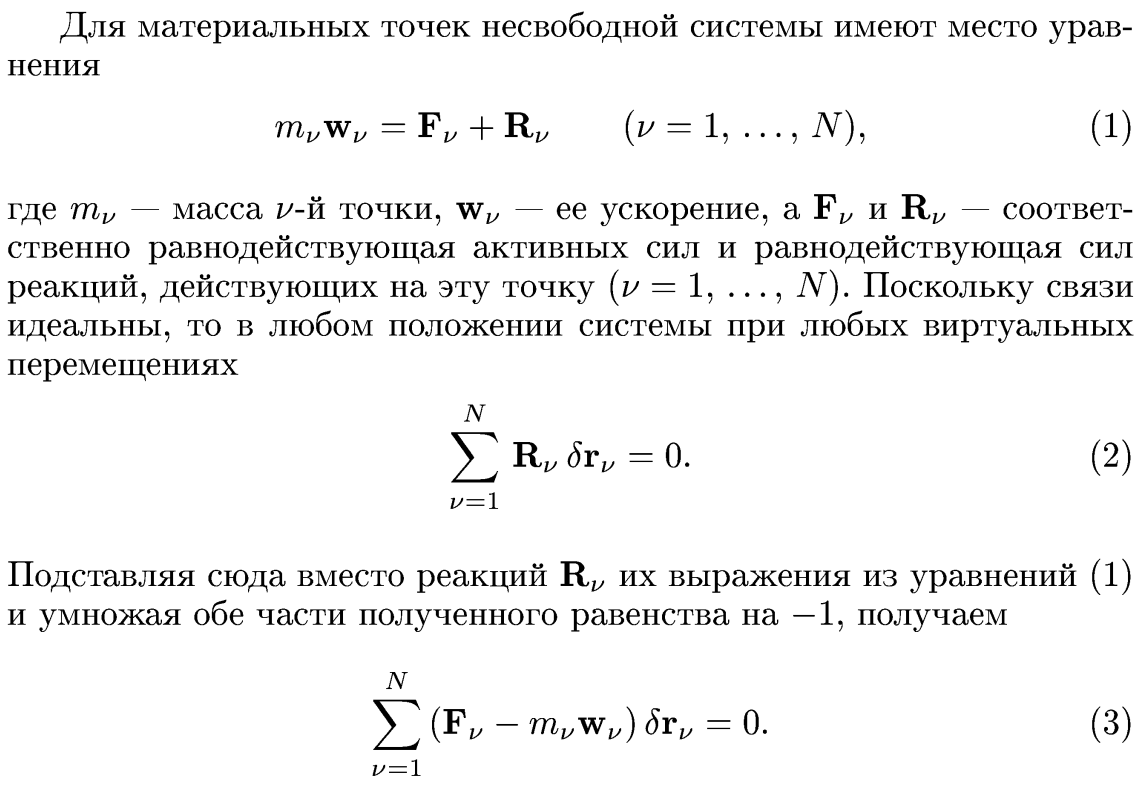 Для материальных точек несвободной системы имеют место урав-
нения
$m_\nu \mathbf{w}_\nu = \mathbf{F}_\nu + \mathbf{R}_\nu \qquad (\nu = 1, \ldots, N),$ (1)
где $m_\nu$ — масса $\nu$-й точки, $\mathbf{w}_\nu$ — ее ускорение, а $\mathbf{F}_\nu$ и $\mathbf{R}_\nu$ — соответ-
ственно равнодействующая активных сил и равнодействующая сил
реакций, действующих на эту точку $(\nu = 1, \ldots, N)$. Поскольку связи
идеальны, то в любом положении системы при любых виртуальных
перемещениях
$\sum_{\nu=1}^{N} \mathbf{R}_\nu \, \delta\mathbf{r}_\nu = 0.$ (2)
Подставляя сюда вместо реакций $\mathbf{R}_\nu$ их выражения из уравнений (1)
и умножая обе части полученного равенства на $-1$, получаем
$\sum_{\nu=1}^{N} (\mathbf{F}_\nu - m_\nu \mathbf{w}_\nu) \, \delta\mathbf{r}_\nu = 0.$ (3)